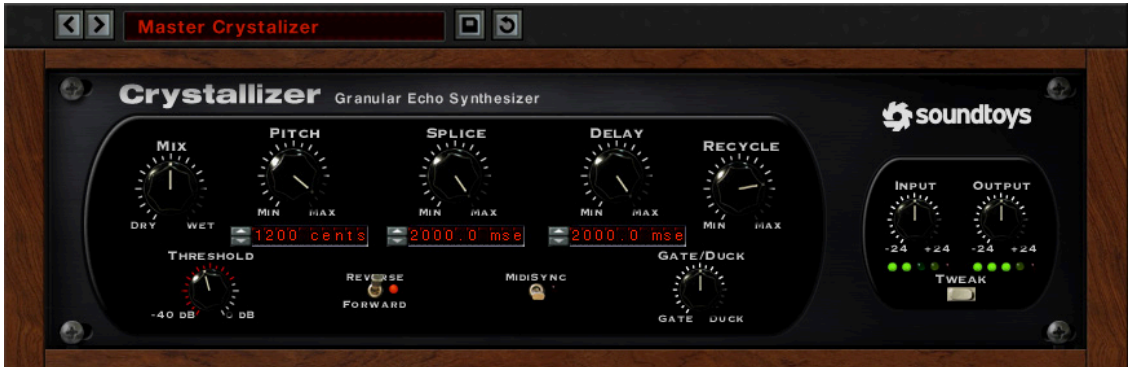 Master Crystalizer
Crystallizer Granular Echo Synthesizer
soundtoys
MIX
PITCH
SPLICE
DELAY
RECYCLE
DRY WET
MIN MAX
MIN MAX
MIN MAX
MIN MAX
1200 cents
2000.0 mse
2000.0 mse
THRESHOLD
-40 DB 0 DB
REVERSE
FORWARD
MIDISYNC
GATE/DUCK
GATE DUCK
INPUT OUTPUT
-24 +24 -24 +24
TWEAK